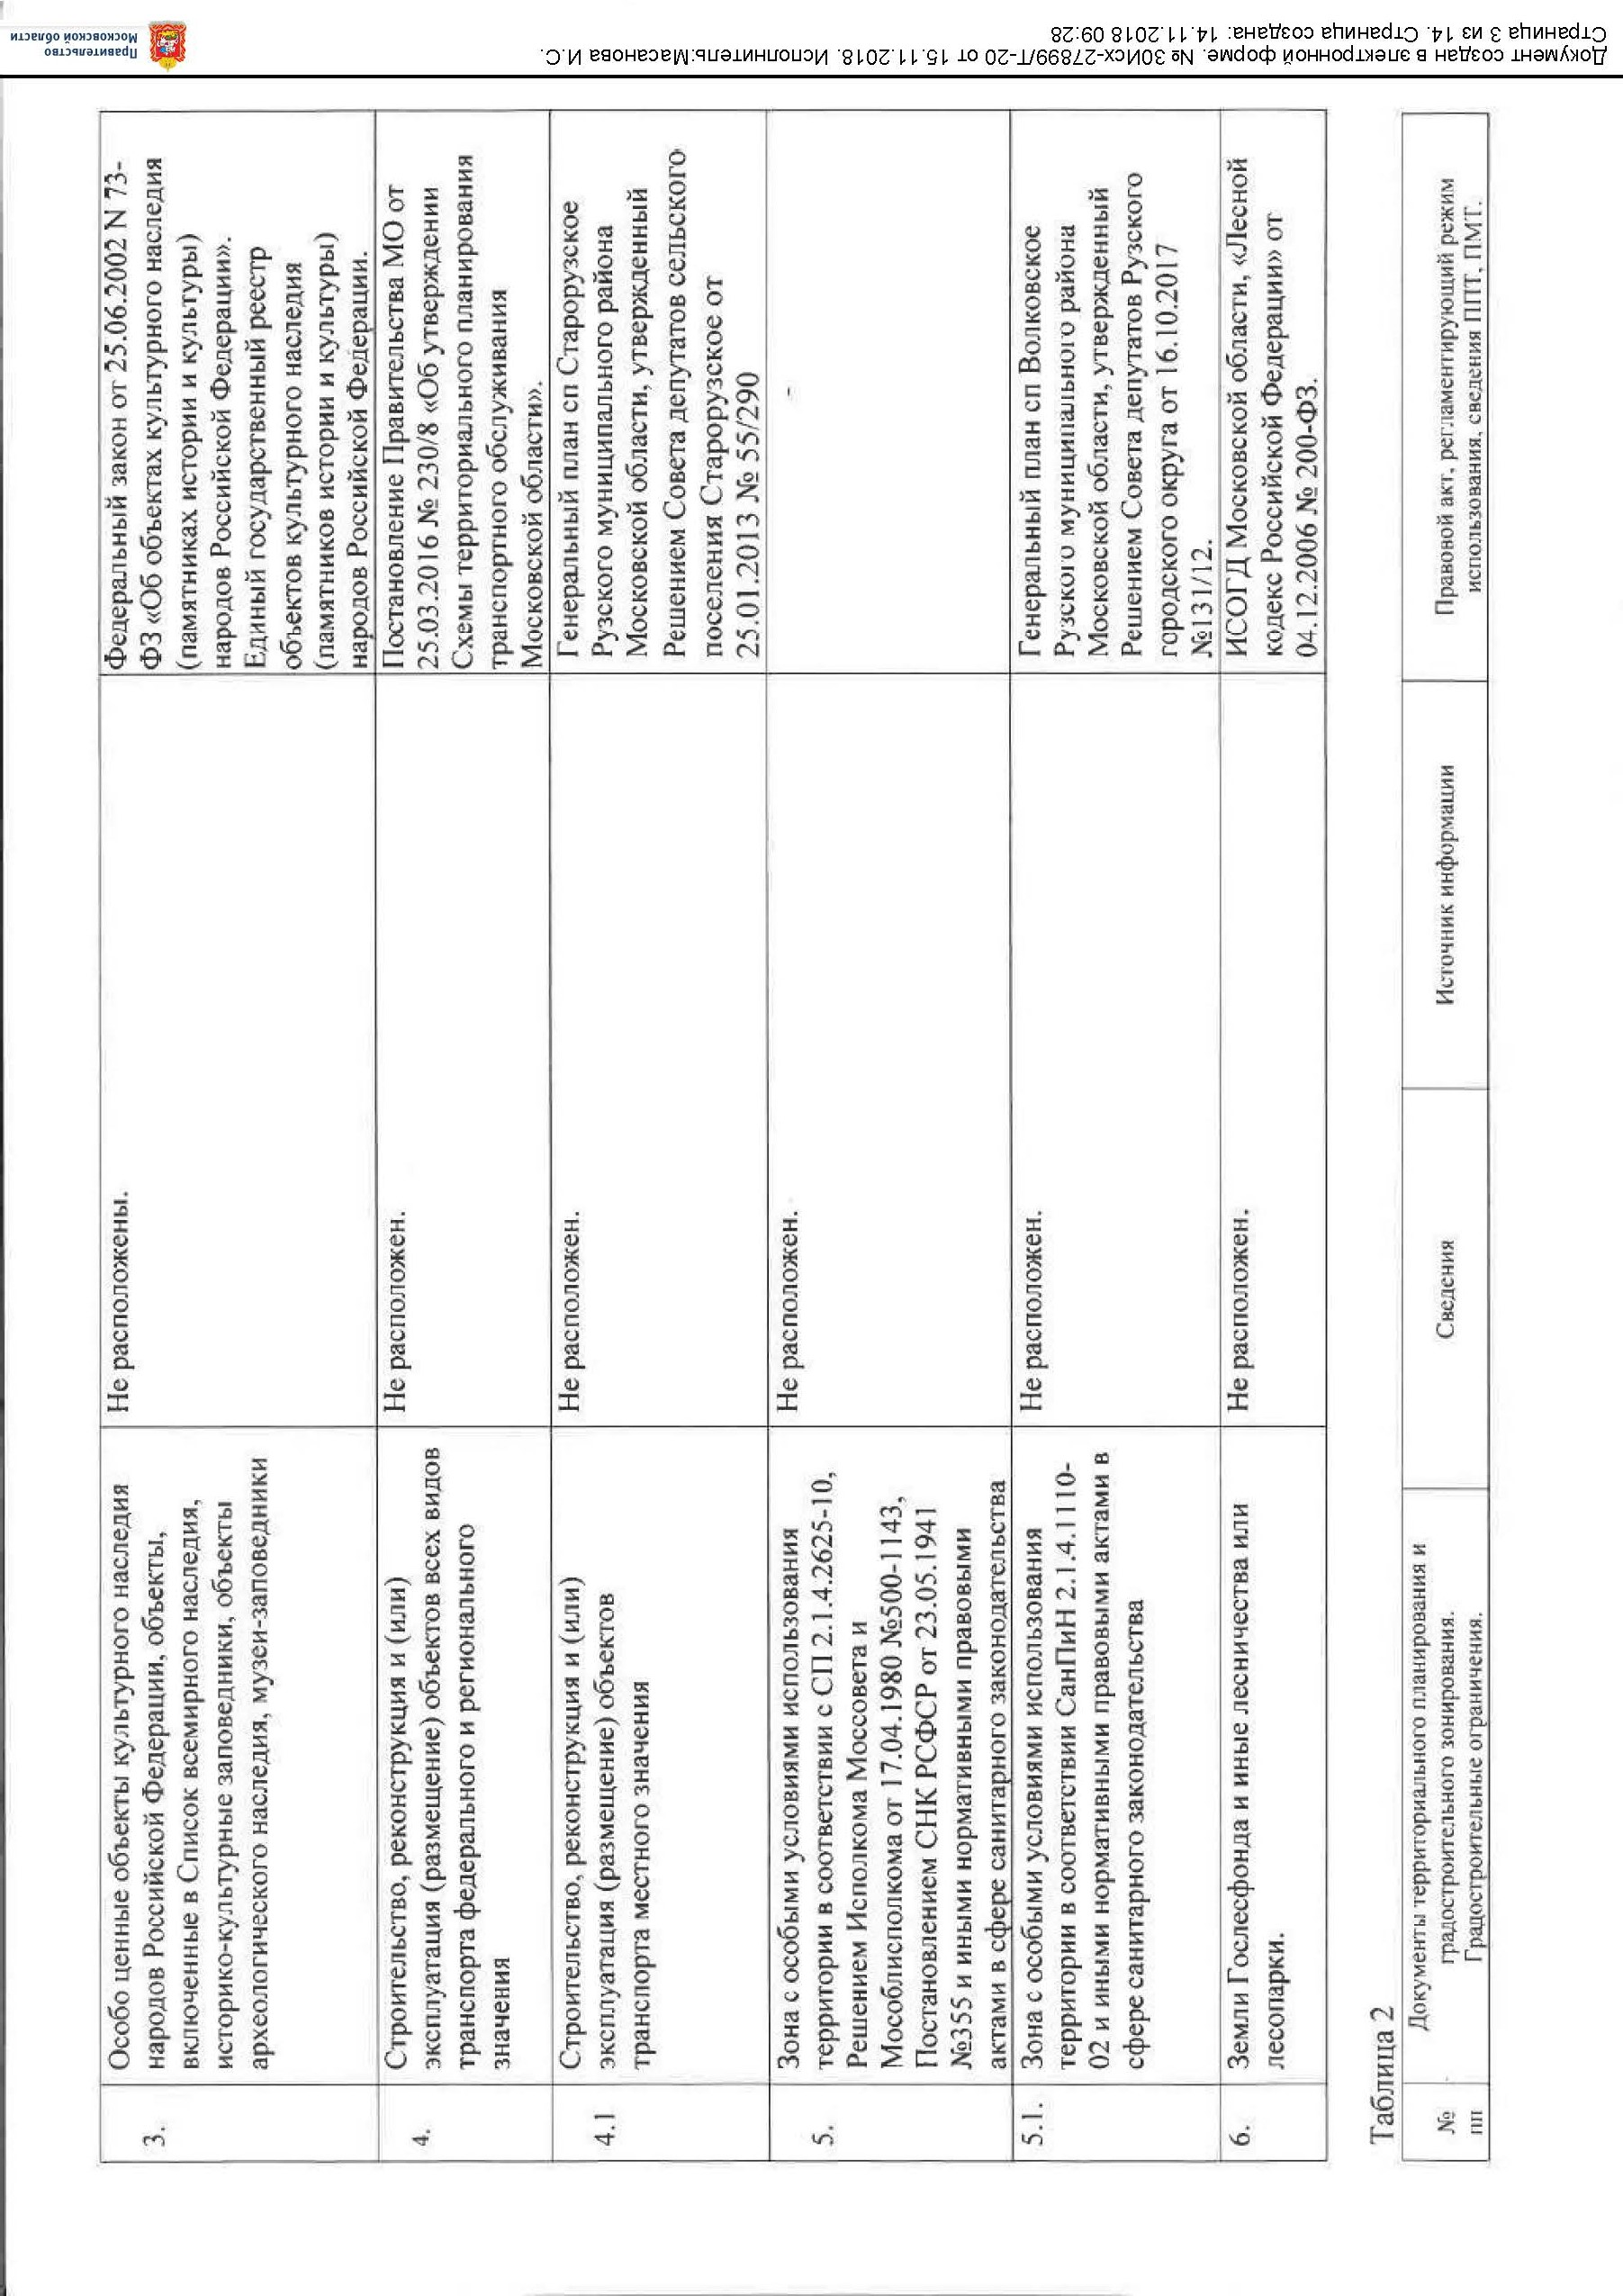 Документ создан в электронной форме. № 30Исх-27899/Т-20 от 15.11.2018. Исполнитель:Масанова И.С.
Страница 3 из 14. Страница создана: 14.11.2018 09:28
Правительство
Московской области
3.
Особо ценные объекты культурного наследия
народов Российской Федерации, объекты,
включенные в Список всемирного наследия,
историко-культурные заповедники, объекты
археологического наследия, музеи-заповедники
Не расположены.
Федеральный закон от 25.06.2002 N 73-
ФЗ «Об объектах культурного наследия
(памятниках истории и культуры)
народов Российской Федерации».
Единый государственный реестр
объектов культурного наследия
(памятников истории и культуры)
народов Российской Федерации.
4.
Строительство, реконструкция и (или)
эксплуатация (размещение) объектов всех видов
транспорта федерального и регионального
значения
Не расположен.
Постановление Правительства МО от
25.03.2016 № 230/8 «Об утверждении
Схемы территориального планирования
транспортного обслуживания
Московской области».
4.1
Строительство, реконструкция и (или)
эксплуатация (размещение) объектов
транспорта местного значения
Не расположен.
Генеральный план сп Старорузское
Рузского муниципального района
Московской области, утвержденный
Решением Совета депутатов сельского
поселения Старорузское от
25.01.2013 № 55/290
5.
Зона с особыми условиями использования
территории в соответствии с СП 2.1.4.2625-10,
Решением Исполкома Моссовета и
Мособлисполкома от 17.04.1980 №500-1143,
Постановлением СНК РСФСР от 23.05.1941
№355 и иными нормативными правовыми
актами в сфере санитарного законодательства
Не расположен.
-
5.1.
Зона с особыми условиями использования
территории в соответствии СанПиН 2.1.4.1110-
02 и иными нормативными правовыми актами в
сфере санитарного законодательства
Не расположен.
Генеральный план сп Волковское
Рузского муниципального района
Московской области, утвержденный
Решением Совета депутатов Рузского
городского округа от 16.10.2017
№131/12.
6.
Земли Гослесфонда и иные лесничества или
лесопарки.
Не расположен.
ИСОГД Московской области, «Лесной
кодекс Российской Федерации» от
04.12.2006 № 200-ФЗ.
Таблица 2
№
пп
Документы территориального планирования и
градостроительного зонирования.
Градостроительные ограничения.
Сведения
Источник информации
Правовой акт, регламентирующий режим
использования, сведения ППТ, ПМТ.